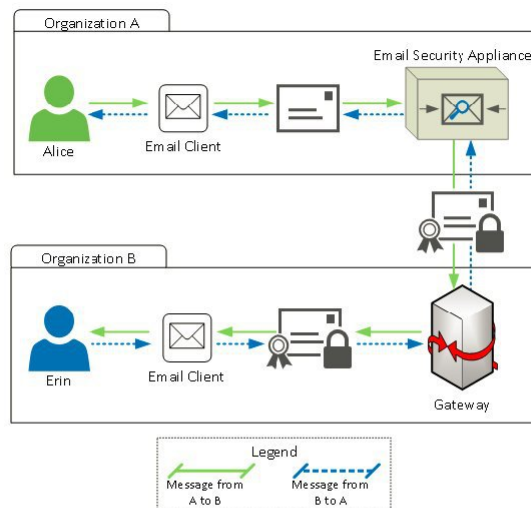 Organization A
Email Security Appliance
Alice
Email Client
Organization B
Erin
Email Client
Gateway
Legend
Message from
A to B
Message from
B to A